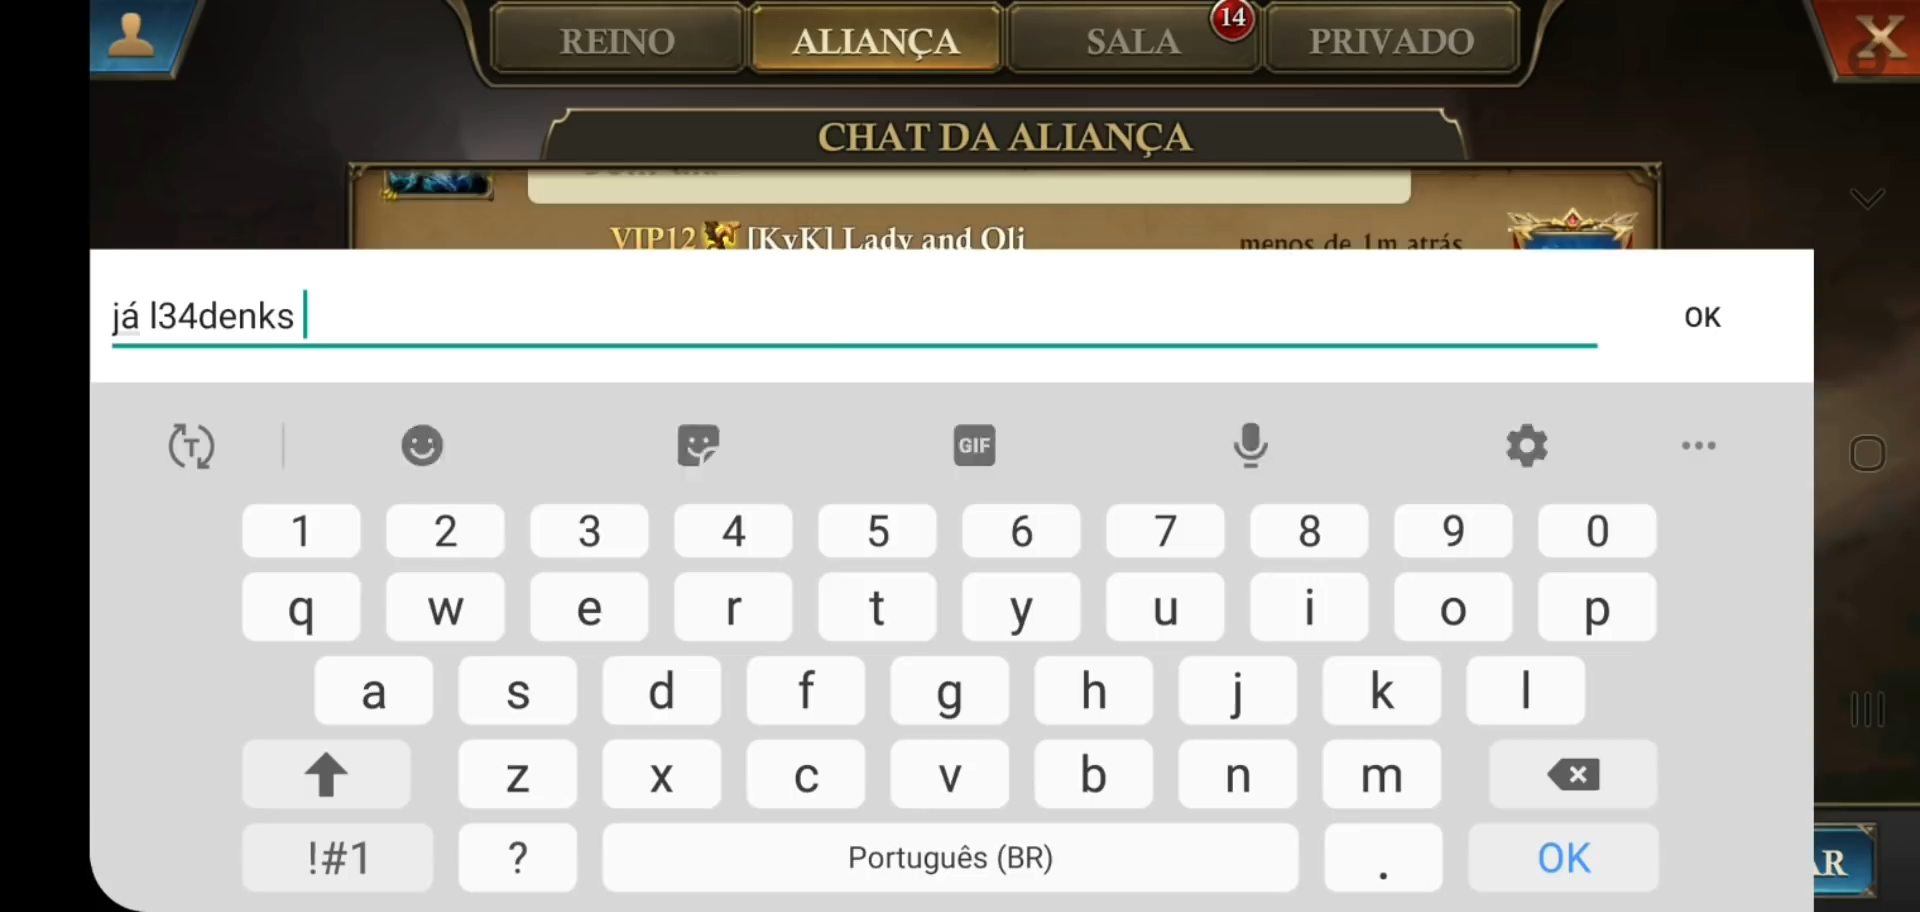 REINO
ALIANÇA
SALA
14
PRIVADO
X
CHAT DA ALIANÇA
VIP12 [KvK] Lady and Oli
menos de 1m atrás
já l34denks
OK
T
GIF
1 2 3 4 5 6 7 8 9 0
q w e r t y u i o p
a s d f g h j k l
z x c v b n m
!#1 ? Português (BR) . OK
AR